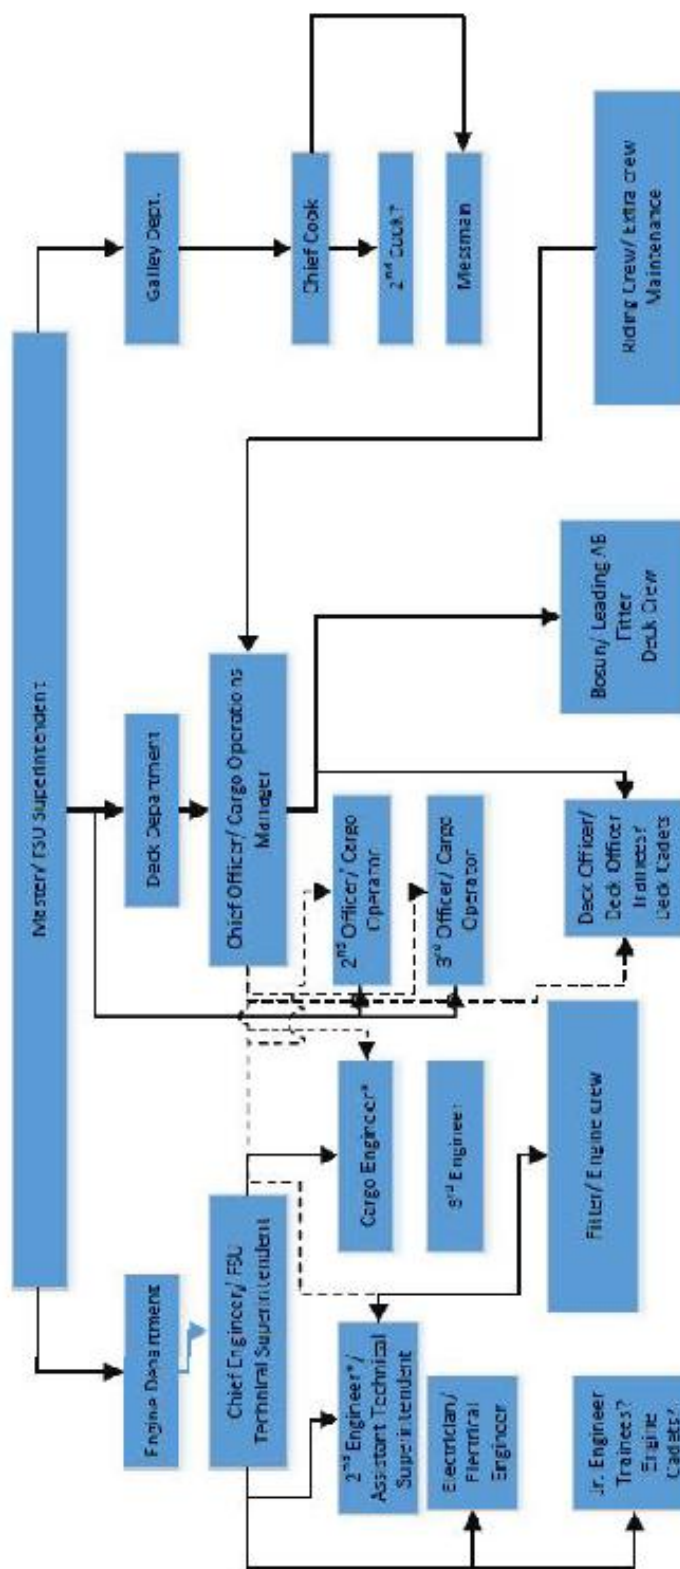 Master/ FSU Superintendent
Engine Department
Deck Department
Galley Dept.
Chief Engineer/ FSU
Technical Superintendent
Chief Officer/ Cargo Operations
Manager
Chief Cook
2nd Engineer*/
Assistant Technical
Superintendent
Cargo Engineer*
2nd Officer/ Cargo
Operator
2nd Cook?
Electrician/
Electrical
Engineer
3rd Engineer
3rd Officer/ Cargo
Operator
Messman
Jr. Engineer
Trainees?
Engine
Cadets?
Fitter/ Engine crew
Deck Officer/
Deck Officer
Trainees?
Deck Cadets
Bosun/ Leading AB
Fitter
Deck Crew
Riding Crew/ Extra crew
Maintenance